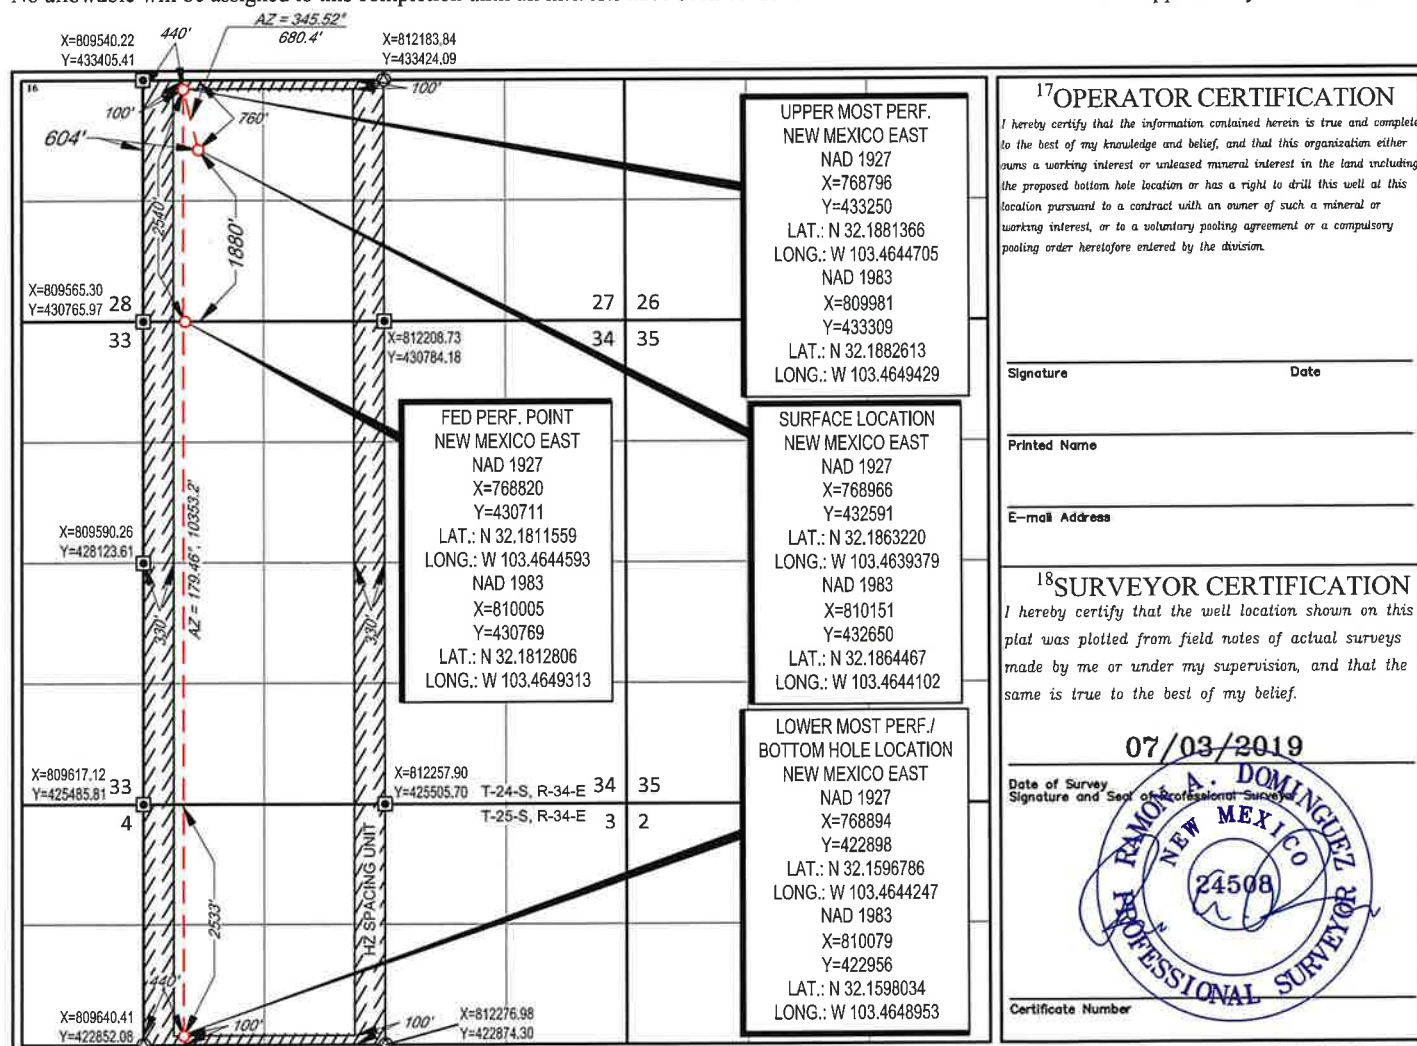 AZ = 345.52°
680.4'
X=809540.22
Y=433405.41
440'
X=812183.84
Y=433424.09
16
100'
100'
760'
604'
2540'
1880'
X=809565.30
Y=430765.97
28
33
27
26
34
35
X=812208.73
Y=430784.18
UPPER MOST PERF.
NEW MEXICO EAST
NAD 1927
X=768796
Y=433250
LAT.: N 32.1881366
LONG.: W 103.4644705
NAD 1983
X=809981
Y=433309
LAT.: N 32.1882613
LONG.: W 103.4649429
FED PERF. POINT
NEW MEXICO EAST
NAD 1927
X=768820
Y=430711
LAT.: N 32.1811559
LONG.: W 103.4644593
NAD 1983
X=810005
Y=430769
LAT.: N 32.1812806
LONG.: W 103.4649313
SURFACE LOCATION
NEW MEXICO EAST
NAD 1927
X=768966
Y=432591
LAT.: N 32.1863220
LONG.: W 103.4639379
NAD 1983
X=810151
Y=432650
LAT.: N 32.1864467
LONG.: W 103.4644102
X=809590.26
Y=428123.61
AZ = 179.46°, 10353.2'
330'
330'
X=809617.12
Y=425485.81
33
4
X=812257.90
Y=425505.70
T-24-S, R-34-E
34
35
T-25-S, R-34-E
3
2
HZ SPACING UNIT
2533'
LOWER MOST PERF./
BOTTOM HOLE LOCATION
NEW MEXICO EAST
NAD 1927
X=768894
Y=422898
LAT.: N 32.1596786
LONG.: W 103.4644247
NAD 1983
X=810079
Y=422956
LAT.: N 32.1598034
LONG.: W 103.4648953
440'
X=809640.41
Y=422852.08
100'
100'
X=812276.98
Y=422874.30
17 OPERATOR CERTIFICATION
I hereby certify that the information contained herein is true and complete
to the best of my knowledge and belief, and that this organization either
owns a working interest or unleased mineral interest in the land including
the proposed bottom hole location or has a right to drill this well at this
location pursuant to a contract with an owner of such a mineral or
working interest, or to a voluntary pooling agreement or a compulsory
pooling order heretofore entered by the division.
Signature
Date
Printed Name
E-mail Address
18 SURVEYOR CERTIFICATION
I hereby certify that the well location shown on this
plat was plotted from field notes of actual surveys
made by me or under my supervision, and that the
same is true to the best of my belief.
07/03/2019
Date of Survey
Signature and Seal of Professional Surveyor
RAMON A. DOMINGUEZ
NEW MEXICO
24508
PROFESSIONAL SURVEYOR
Certificate Number